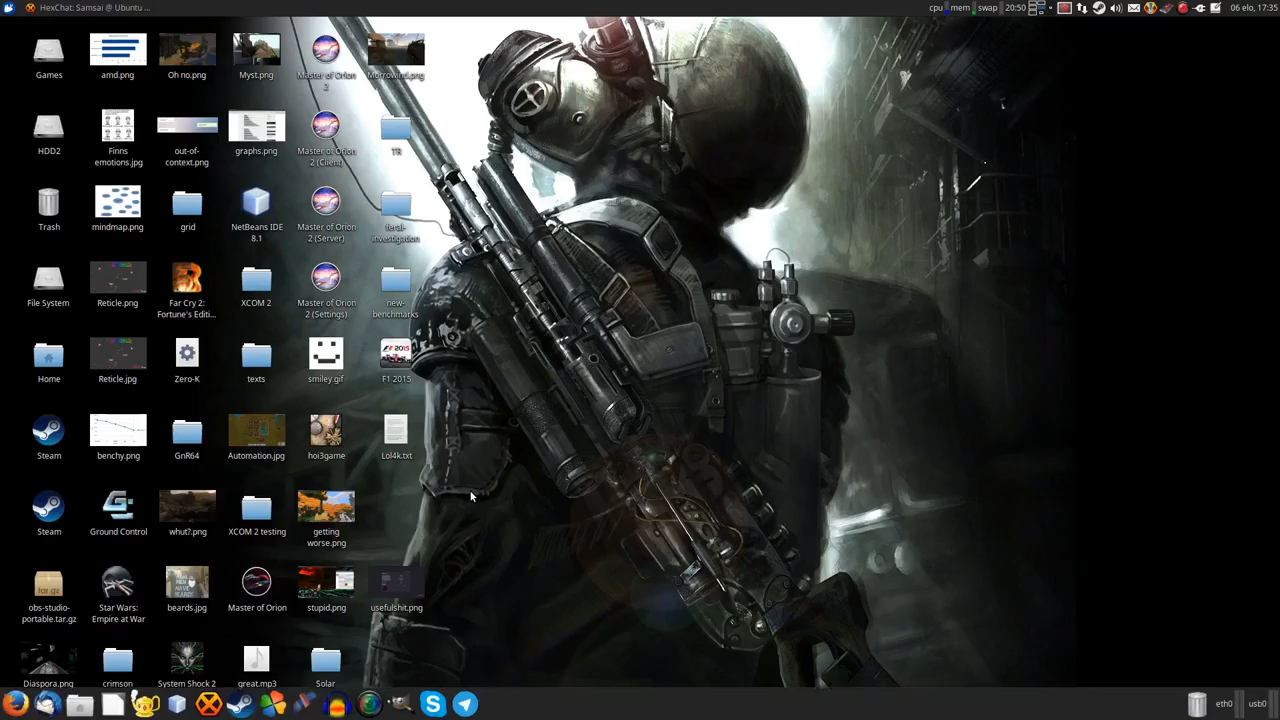 HexChat: Samsai @ Ubuntu ...
cpu mem swap 20:50 06 elo, 17:35
Games
amd.png
Oh no.png
Myst.png
Master of Orion
2
Morrowind.png
HDD2
Finns
emotions.jpg
out-of-
context.png
graphs.png
Master of Orion
2 (Client)
TR
Trash
mindmap.png
grid
NetBeans IDE
8.1
Master of Orion
2 (Server)
feral-
investigation
File System
Reticle.png
Far Cry 2:
Fortune's Editi...
XCOM 2
Master of Orion
2 (Settings)
new-
benchmarks
Home
Reticle.jpg
Zero-K
texts
smiley.gif
F1 2015
Steam
benchy.png
GnR64
Automation.jpg
hoi3game
Lol4k.txt
Steam
Ground Control
whut?.png
XCOM 2 testing
getting
worse.png
tar.gz
obs-studio-
portable.tar.gz
Star Wars:
Empire at War
beards.jpg
Master of Orion
stupid.png
usefulshit.png
Diaspora.png
crimson
System Shock 2
great.mp3
Solar
eth0
usb0